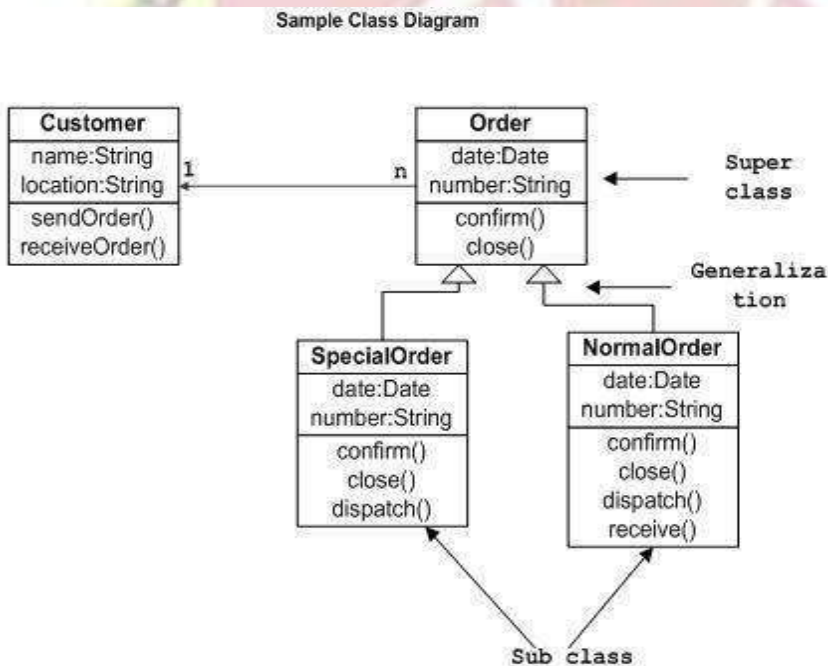 Sample Class Diagram
Customer
name:String
location:String
sendOrder()
receiveOrder()
1
n
Order
date:Date
number:String
confirm()
close()
Super
class
Generaliza
tion
SpecialOrder
date:Date
number:String
confirm()
close()
dispatch()
NormalOrder
date:Date
number:String
confirm()
close()
dispatch()
receive()
Sub class